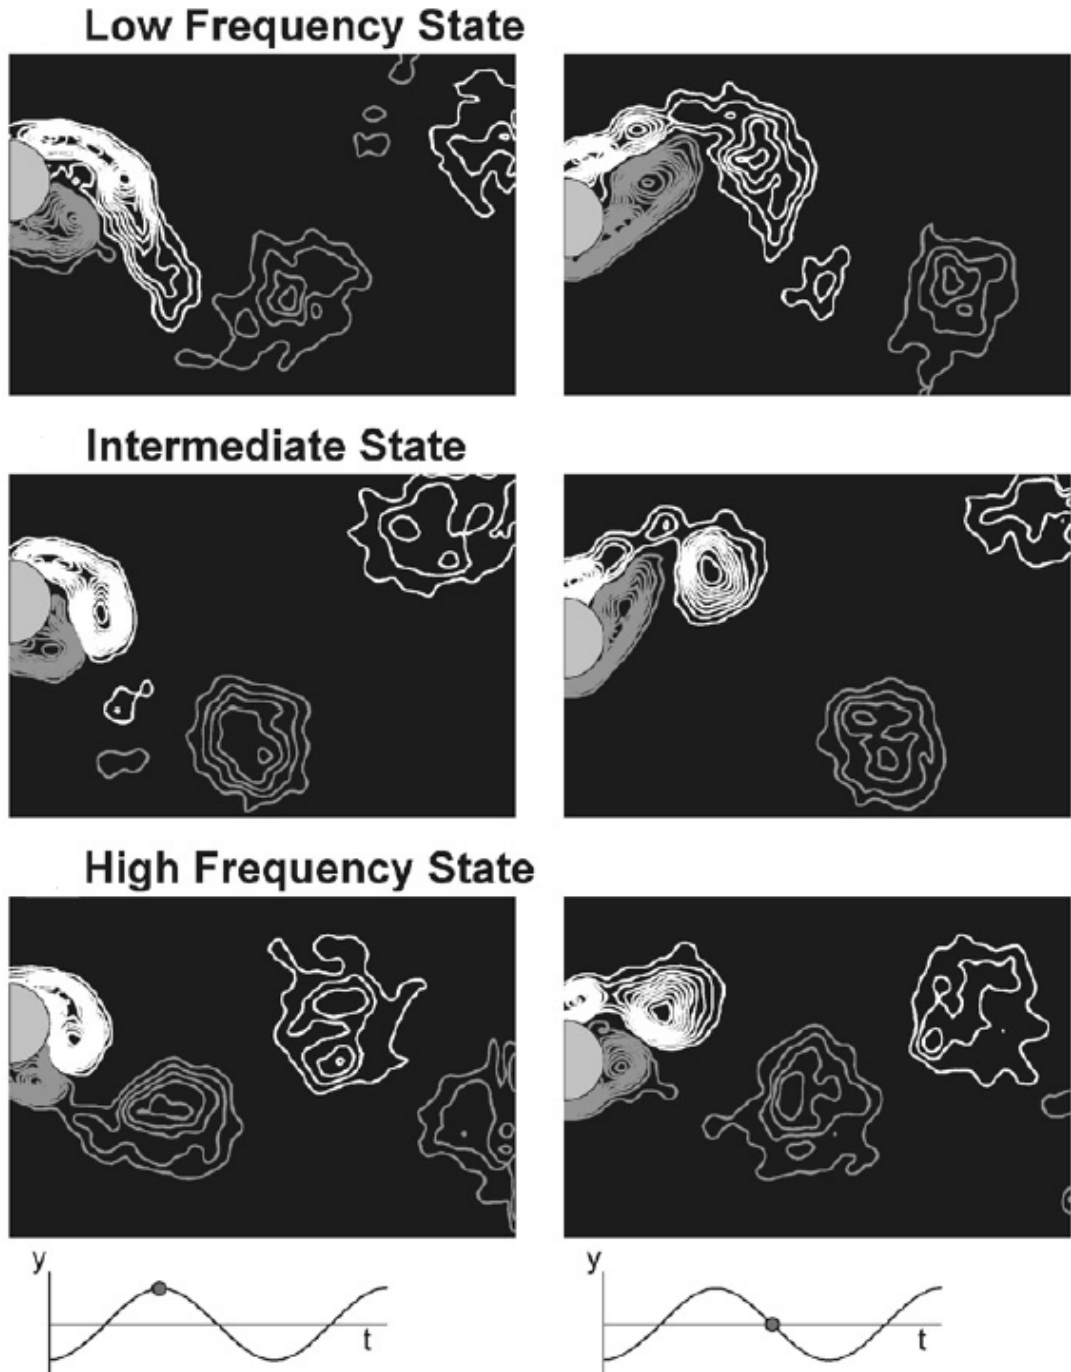 Low Frequency State
Intermediate State
High Frequency State
y
t
y
t